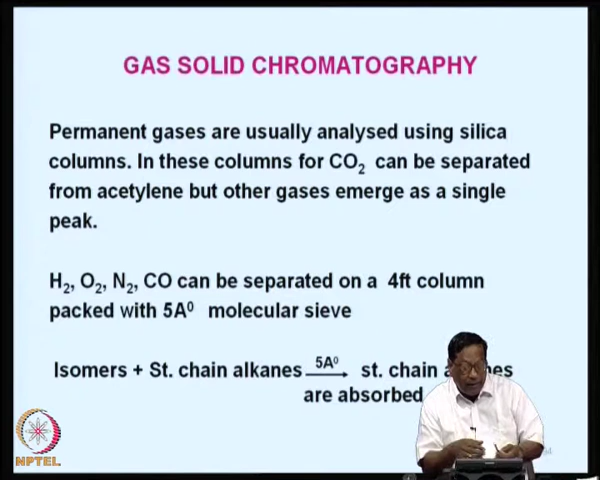 GAS SOLID CHROMATOGRAPHY
Permanent gases are usually analysed using silica
columns. In these columns for CO₂ can be separated
from acetylene but other gases emerge as a single
peak.
H₂, O₂, N₂, CO can be separated on a 4ft column
packed with 5A⁰ molecular sieve
Isomers + St. chain alkanes 5A⁰ st. chain
are absorbed
NPTEL